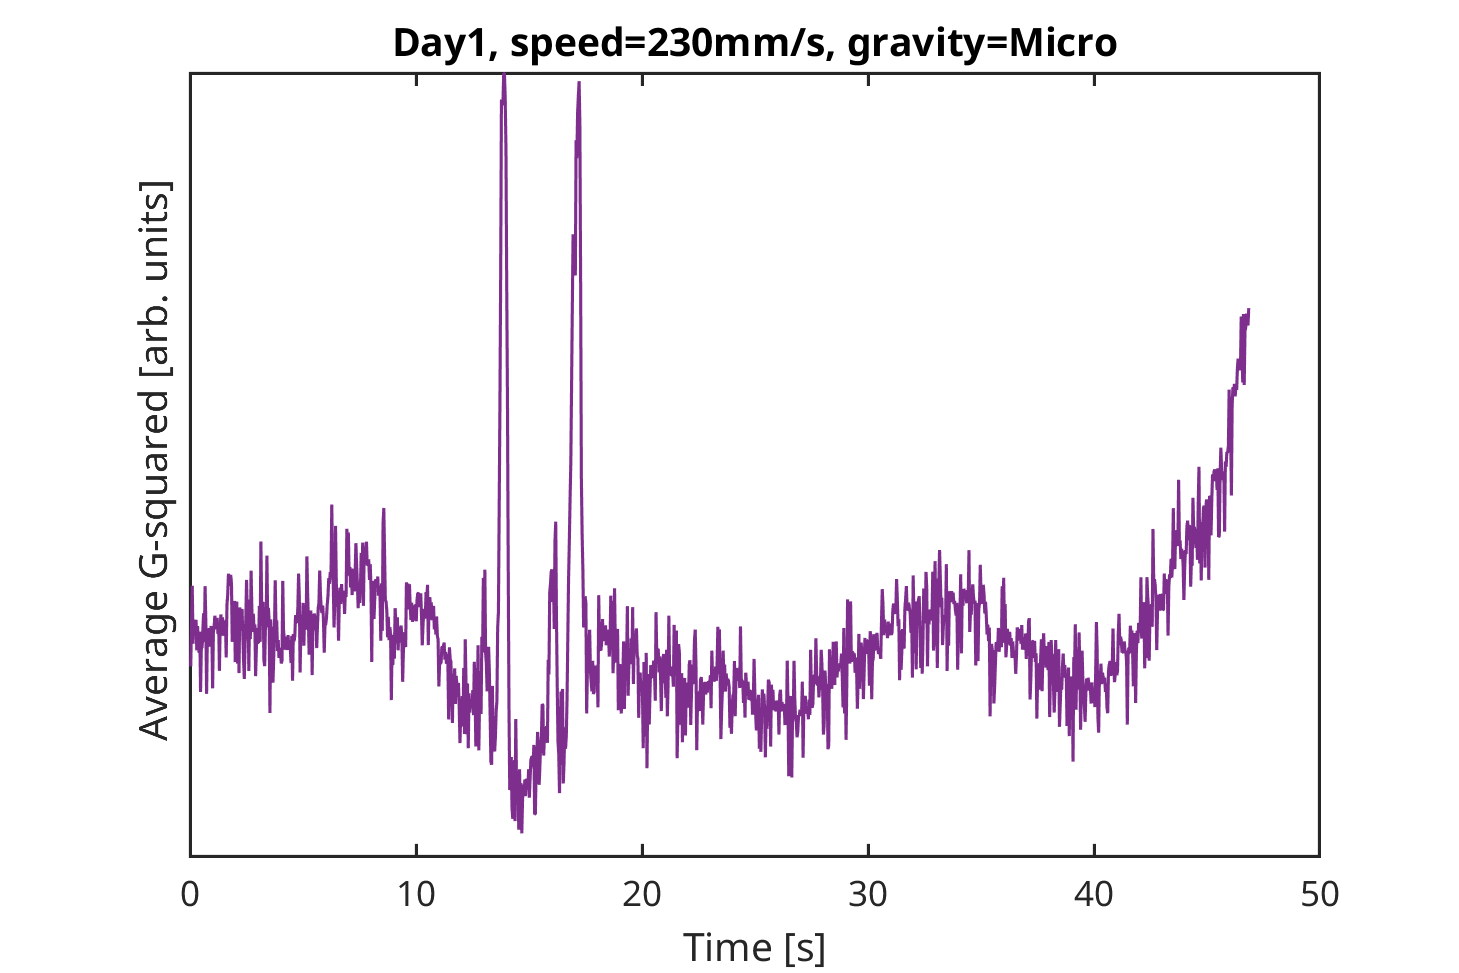 Day1, speed=230mm/s, gravity=Micro
Average G-squared [arb. units]
0 10 20 30 40 50
Time [s]